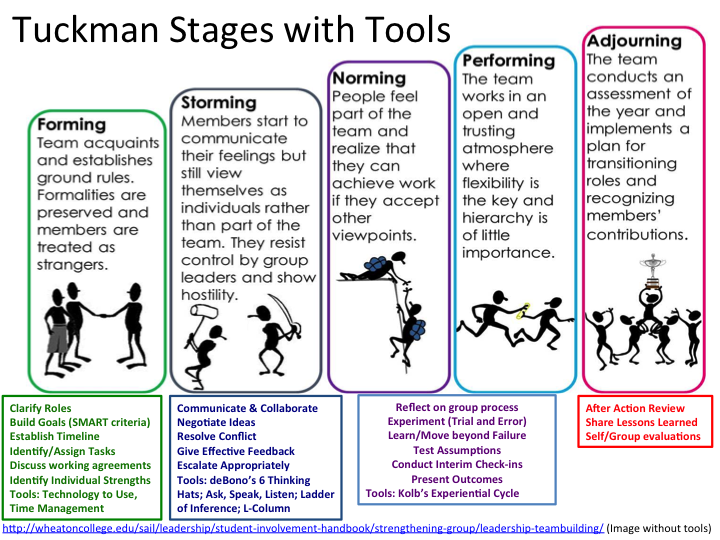 Tuckman Stages with Tools
Forming
Team acquaints
and establishes
ground rules.
Formalities are
preserved and
members are
treated as
strangers.
Storming
Members start to
communicate
their feelings but
still view
themselves as
individuals rather
than part of the
team. They resist
control by group
leaders and show
hostility.
Norming
People feel
part of the
team and
realize that
they can
achieve work
if they accept
other
viewpoints.
Performing
The team
works in an
open and
trusting
atmosphere
where
flexibility is
the key and
hierarchy is
of little
importance.
Adjourning
The team
conducts an
assessment of
the year and
implements a
plan for
transitioning
roles and
recognizing
members'
contributions.
Clarify Roles
Build Goals (SMART criteria)
Establish Timeline
Identify/Assign Tasks
Discuss working agreements
Identify Individual Strengths
Tools: Technology to Use,
Time Management
Communicate & Collaborate
Negotiate Ideas
Resolve Conflict
Give Effective Feedback
Escalate Appropriately
Tools: deBono's 6 Thinking
Hats; Ask, Speak, Listen; Ladder
of Inference; L-Column
Reflect on group process
Experiment (Trial and Error)
Learn/Move beyond Failure
Test Assumptions
Conduct Interim Check-ins
Present Outcomes
Tools: Kolb's Experiential Cycle
After Action Review
Share Lessons Learned
Self/Group evaluations
http://wheatoncollege.edu/sail/leadership/student-involvement-handbook/strengthening-group/leadership-teambuilding/ (Image without tools)